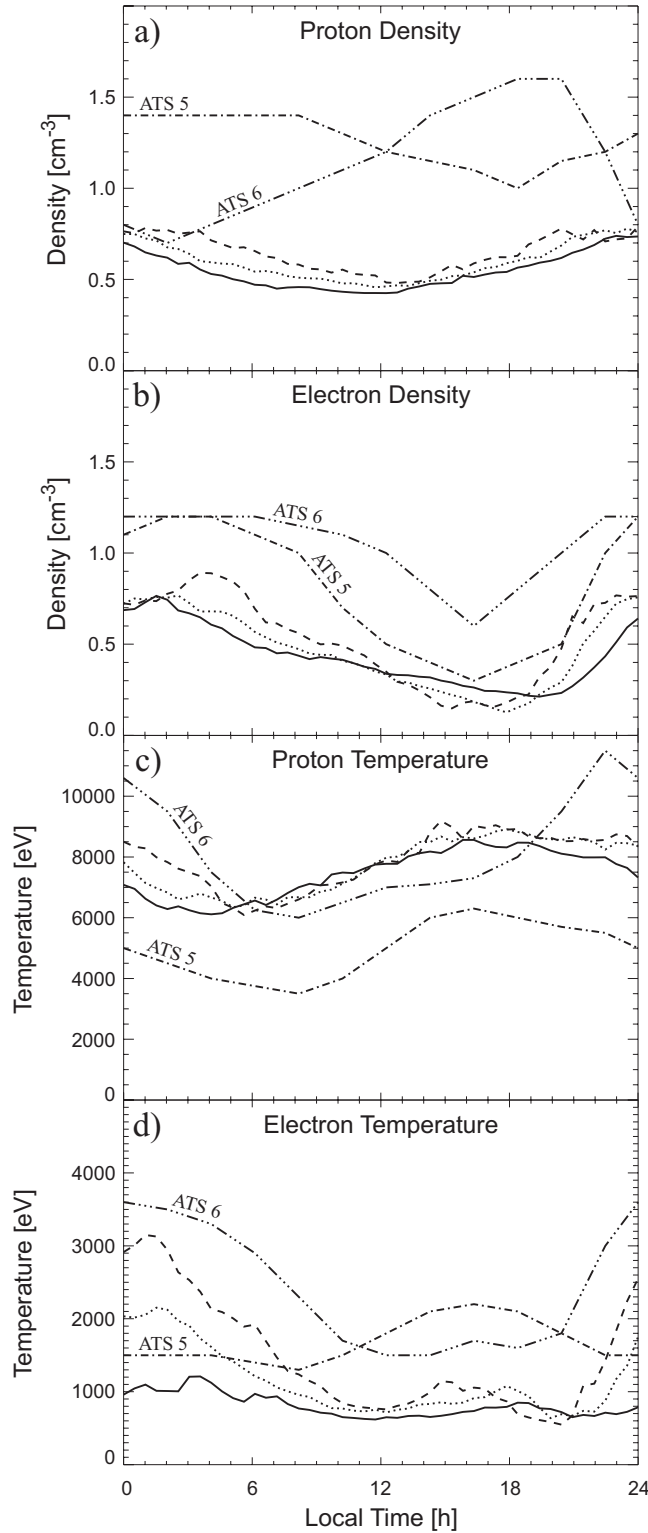 a) Proton Density
1.5
1.0
0.5
0.0
Density [cm⁻³]
ATS 5
ATS 6
b) Electron Density
1.5
1.0
0.5
0.0
Density [cm⁻³]
ATS 6
ATS 5
c) Proton Temperature
10000
8000
6000
4000
2000
0
Temperature [eV]
ATS 6
ATS 5
d) Electron Temperature
4000
3000
2000
1000
0
Temperature [eV]
ATS 6
ATS 5
0 6 12 18 24
Local Time [h]